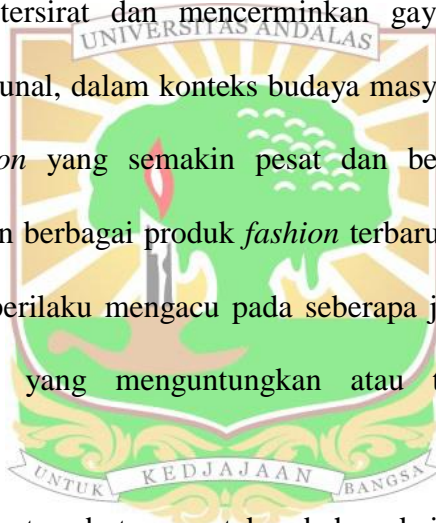 tersirat dan mencerminkan gay
UNIVERSITAS ANDALAS
unal, dalam konteks budaya masy
on yang semakin pesat dan be
n berbagai produk fashion terbaru
perilaku mengacu pada seberapa j
yang menguntungkan atau t
UNTUK KEDJAJAAN BANGSA